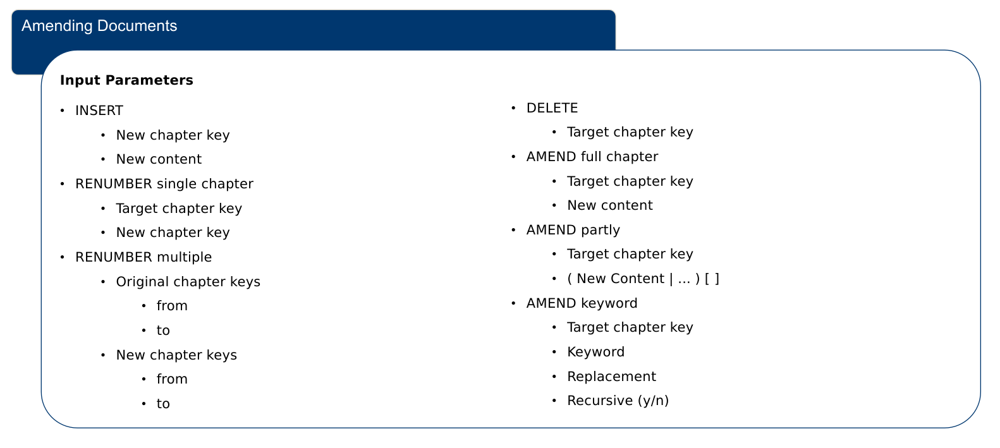 Amending Documents
Input Parameters
• INSERT
• New chapter key
• New content
• RENUMBER single chapter
• Target chapter key
• New chapter key
• RENUMBER multiple
• Original chapter keys
• from
• to
• New chapter keys
• from
• to
• DELETE
• Target chapter key
• AMEND full chapter
• Target chapter key
• New content
• AMEND partly
• Target chapter key
• ( New Content | ... ) [ ]
• AMEND keyword
• Target chapter key
• Keyword
• Replacement
• Recursive (y/n)